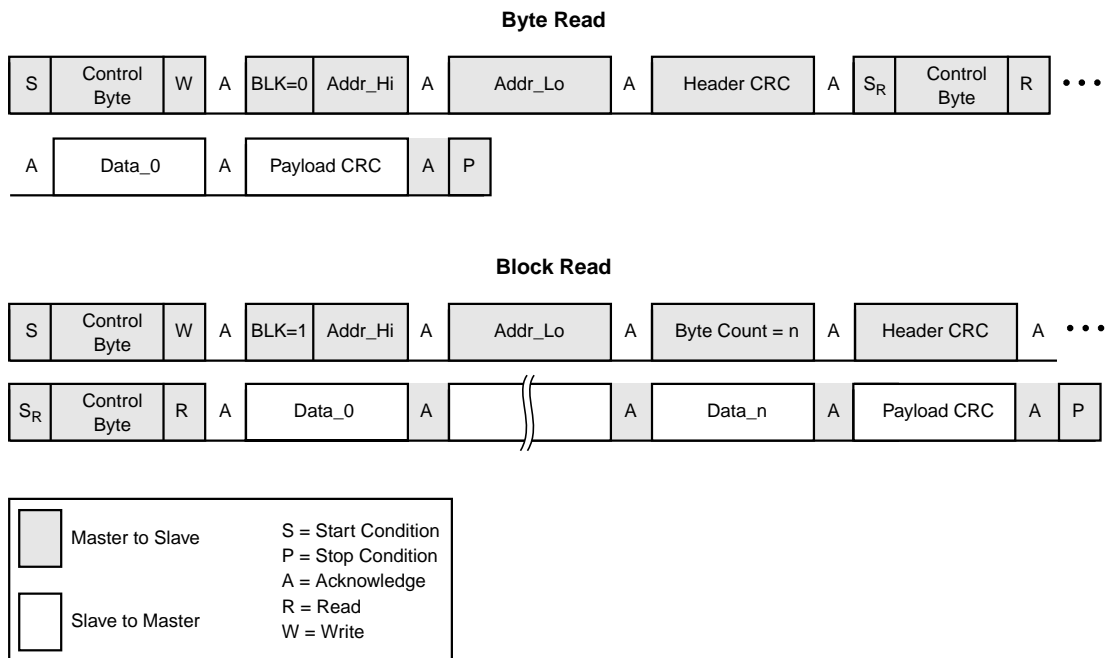 Byte Read
S Control Byte W A BLK=0 Addr_Hi A Addr_Lo A Header CRC A SR Control Byte R •••
A Data_0 A Payload CRC A P
Block Read
S Control Byte W A BLK=1 Addr_Hi A Addr_Lo A Byte Count = n A Header CRC A •••
SR Control Byte R A Data_0 A A Data_n A Payload CRC A P
Master to Slave
Slave to Master
S = Start Condition
P = Stop Condition
A = Acknowledge
R = Read
W = Write